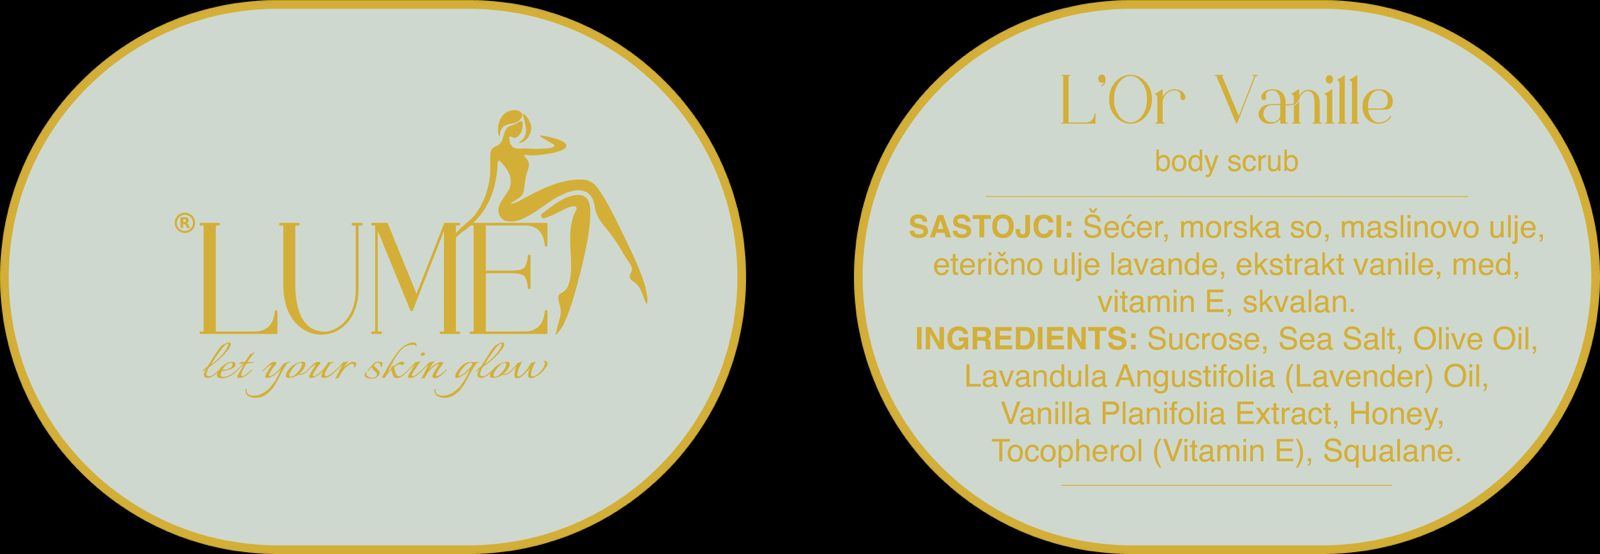 ®LUME
let your skin glow
L'Or Vanille
body scrub
SASTOJCI: Šećer, morska so, maslinovo ulje,
eterično ulje lavande, ekstrakt vanile, med,
vitamin E, skvalan.
INGREDIENTS: Sucrose, Sea Salt, Olive Oil,
Lavandula Angustifolia (Lavender) Oil,
Vanilla Planifolia Extract, Honey,
Tocopherol (Vitamin E), Squalane.